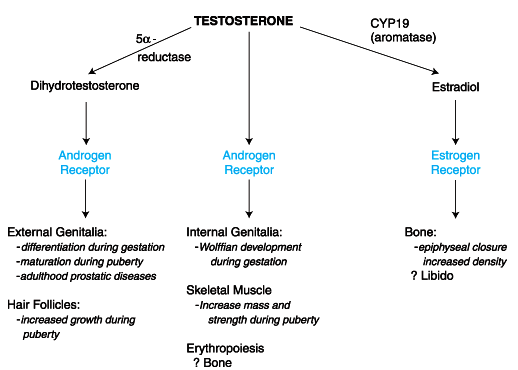 TESTOSTERONE
5α-
reductase
CYP19
(aromatase)
Dihydrotestosterone
Estradiol
Androgen
Receptor
Androgen
Receptor
Estrogen
Receptor
External Genitalia:
-differentiation during gestation
-maturation during puberty
-adulthood prostatic diseases
Hair Follicles:
-increased growth during
puberty
Internal Genitalia:
-Wolffian development
during gestation
Skeletal Muscle
-Increase mass and
strength during puberty
Erythropoiesis
? Bone
Bone:
-epiphyseal closure
increased density
? Libido